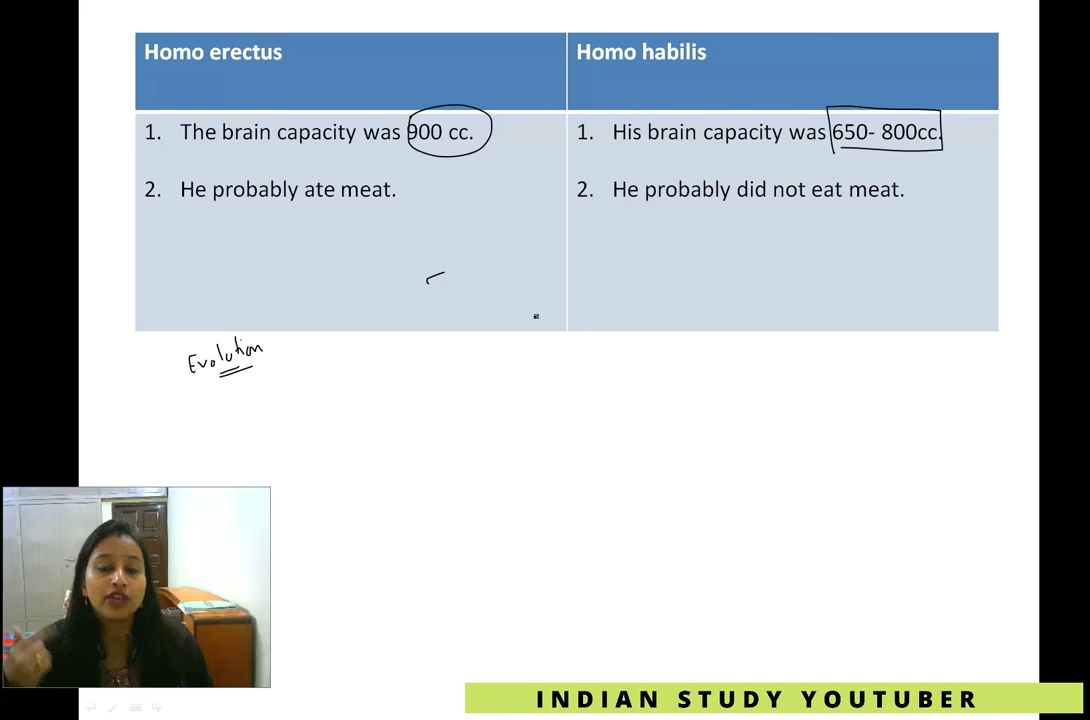 Homo erectus
Homo habilis
1. The brain capacity was 900 cc.
1. His brain capacity was 650- 800cc.
2. He probably ate meat.
2. He probably did not eat meat.
Evolution
INDIAN STUDY YOUTUBER